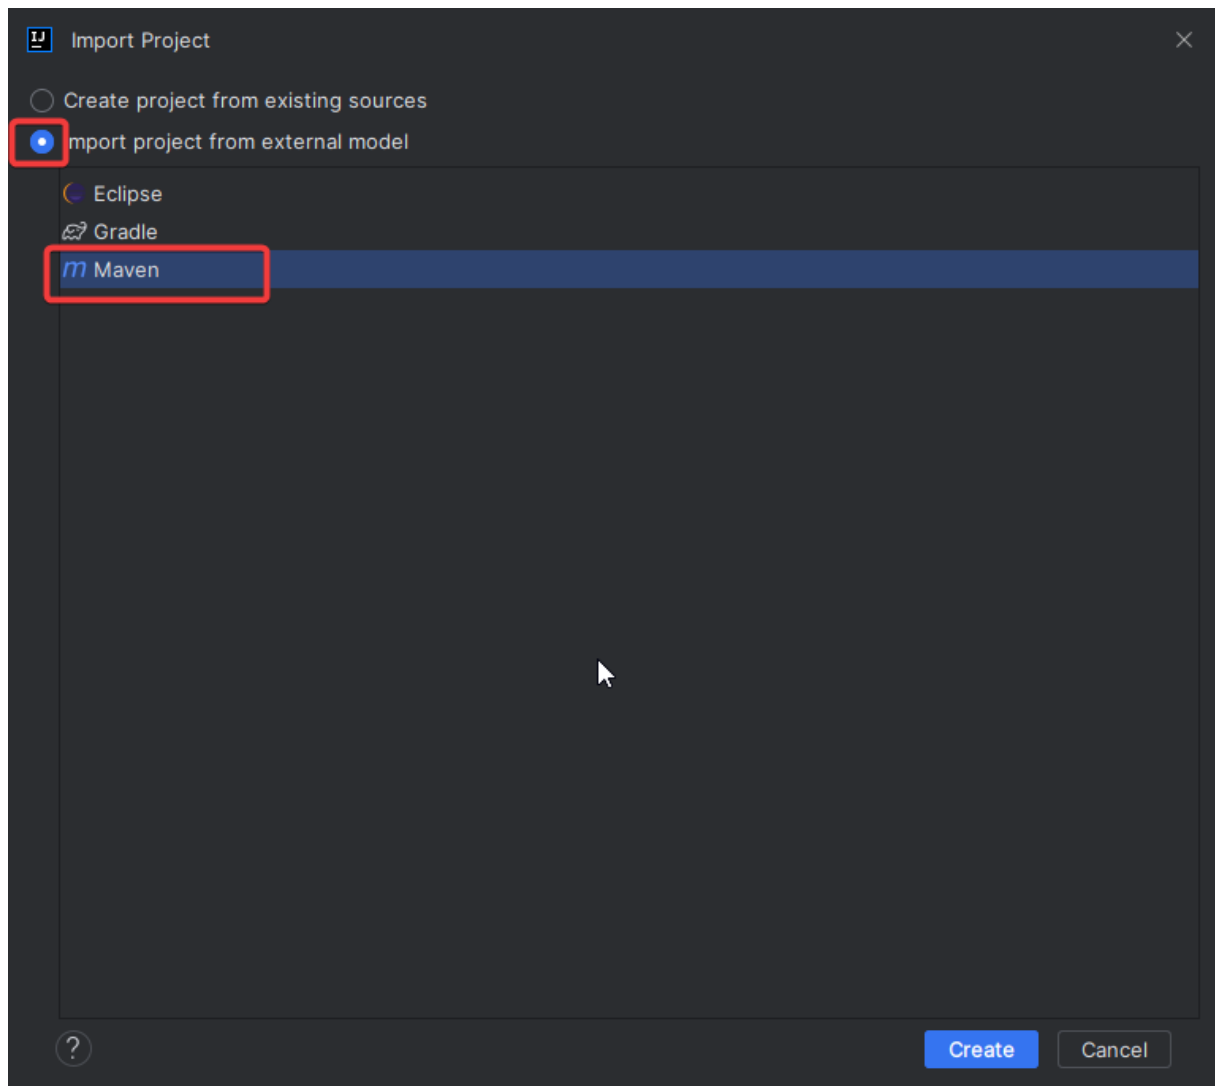 IJ
Import Project
Create project from existing sources
mport project from external model
Eclipse
Gradle
m Maven
?
Create
Cancel